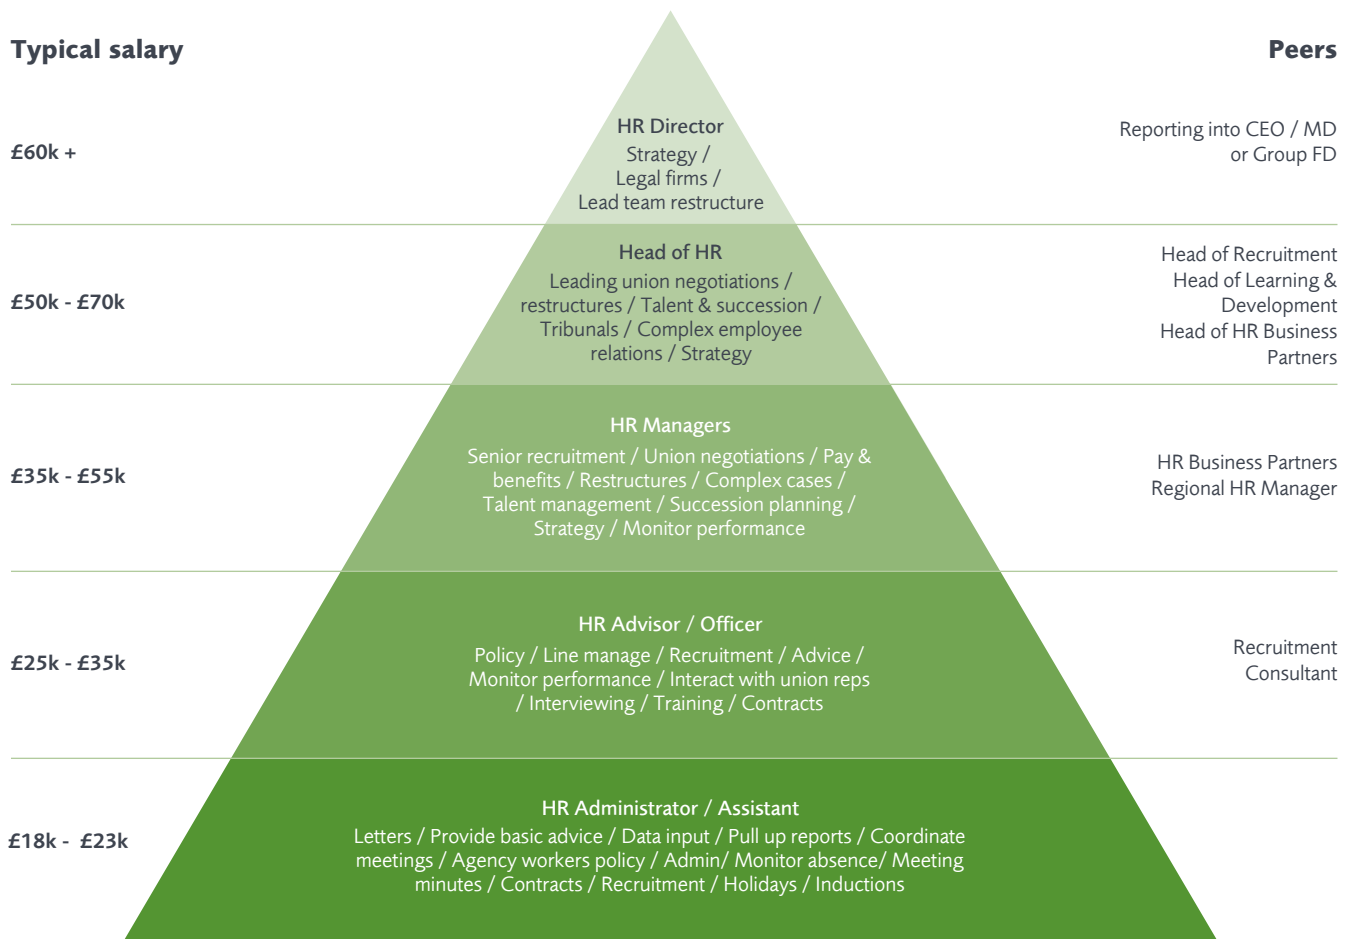 Typical salary
Peers
£60k +
HR Director
Strategy /
Legal firms /
Lead team restructure
Reporting into CEO / MD
or Group FD
£50k - £70k
Head of HR
Leading union negotiations /
restructures / Talent & succession /
Tribunals / Complex employee
relations / Strategy
Head of Recruitment
Head of Learning &
Development
Head of HR Business
Partners
£35k - £55k
HR Managers
Senior recruitment / Union negotiations / Pay &
benefits / Restructures / Complex cases /
Talent management / Succession planning /
Strategy / Monitor performance
HR Business Partners
Regional HR Manager
£25k - £35k
HR Advisor / Officer
Policy / Line manage / Recruitment / Advice /
Monitor performance / Interact with union reps
/ Interviewing / Training / Contracts
Recruitment
Consultant
£18k -  £23k
HR Administrator / Assistant
Letters / Provide basic advice / Data input / Pull up reports / Coordinate
meetings / Agency workers policy / Admin/ Monitor absence/ Meeting
minutes / Contracts / Recruitment / Holidays / Inductions